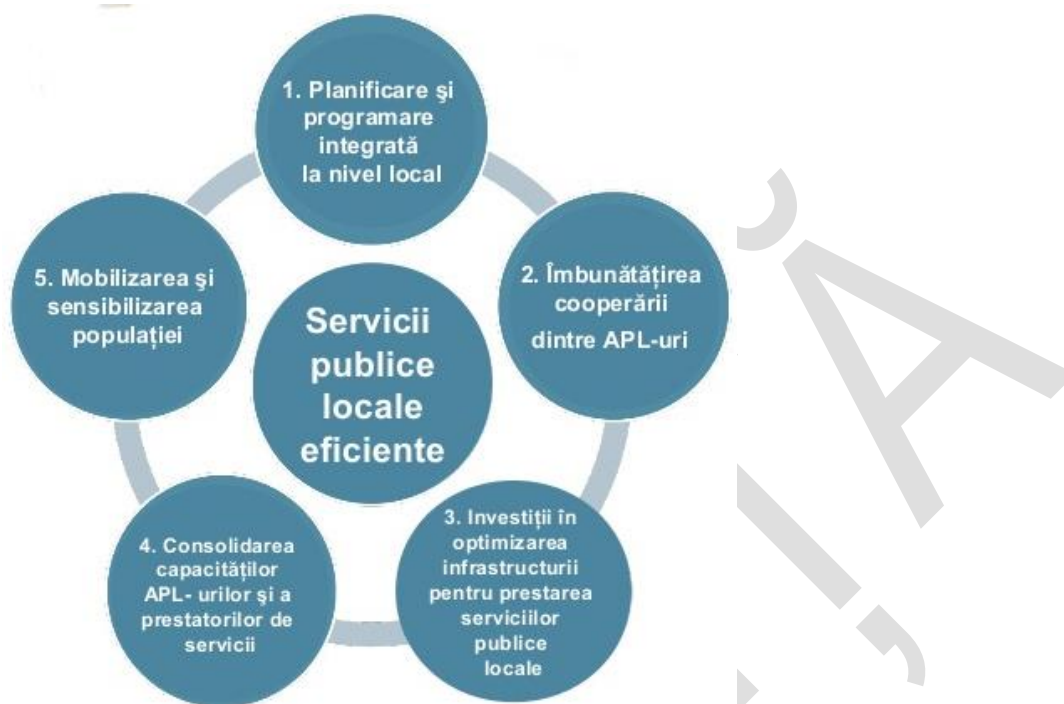 1. Planificare şi
programare
integrată
la nivel local
2. Îmbunătățirea
cooperării
dintre APL-uri
3. Investiții în
optimizarea
infrastructurii
pentru prestarea
serviciilor
publice
locale
4. Consolidarea
capacităților
APL- urilor şi a
prestatorilor de
servicii
5. Mobilizarea şi
sensibilizarea
populației
Servicii
publice
locale
eficiente